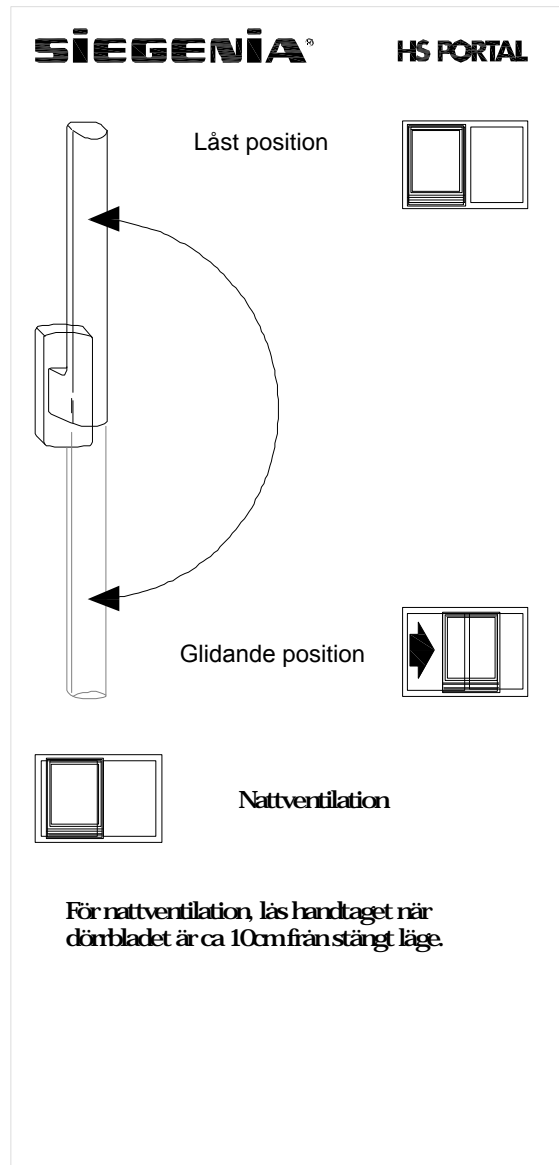 SIEGENIA®
HS PORTAL
Låst position
Glidande position
Nattventilation
För nattventilation, lås handtaget när
dörrbladet är ca 10cm från stängt läge.